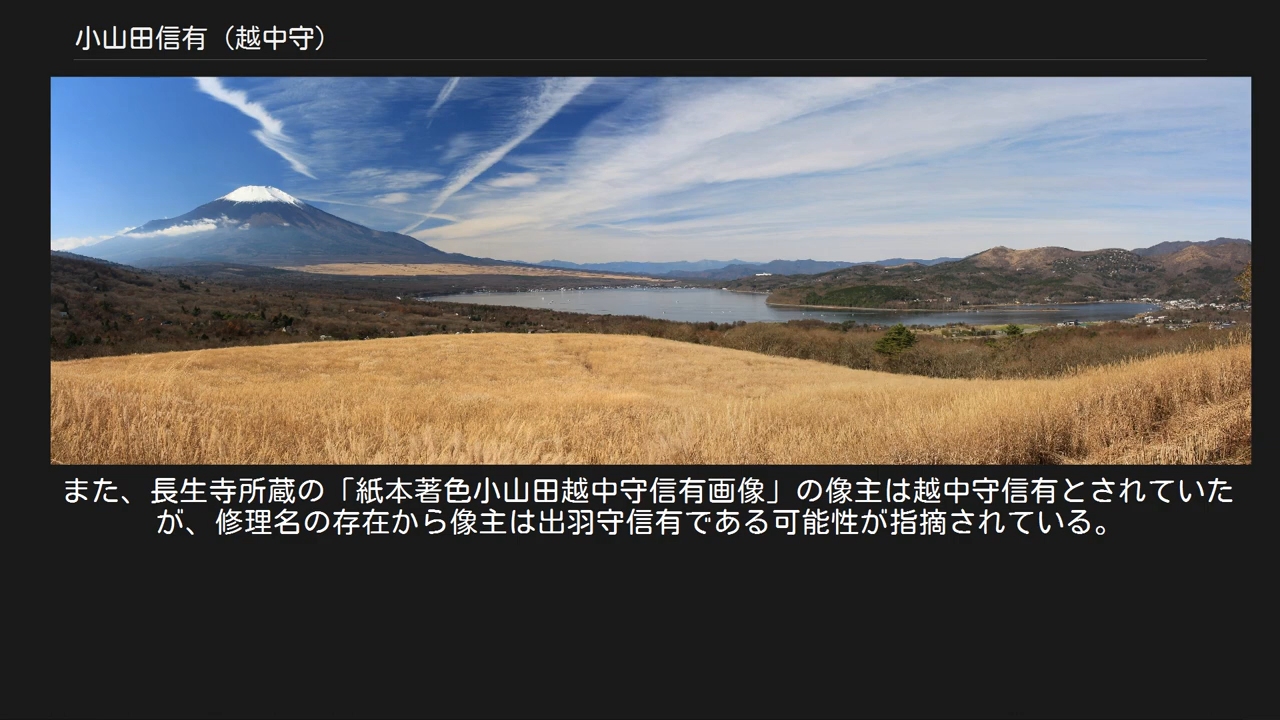 小山田信有（越中守）
また、長生寺所蔵の「紙本著色小山田越中守信有画像」の像主は越中守信有とされていた
が、修理名の存在から像主は出羽守信有である可能性が指摘されている。